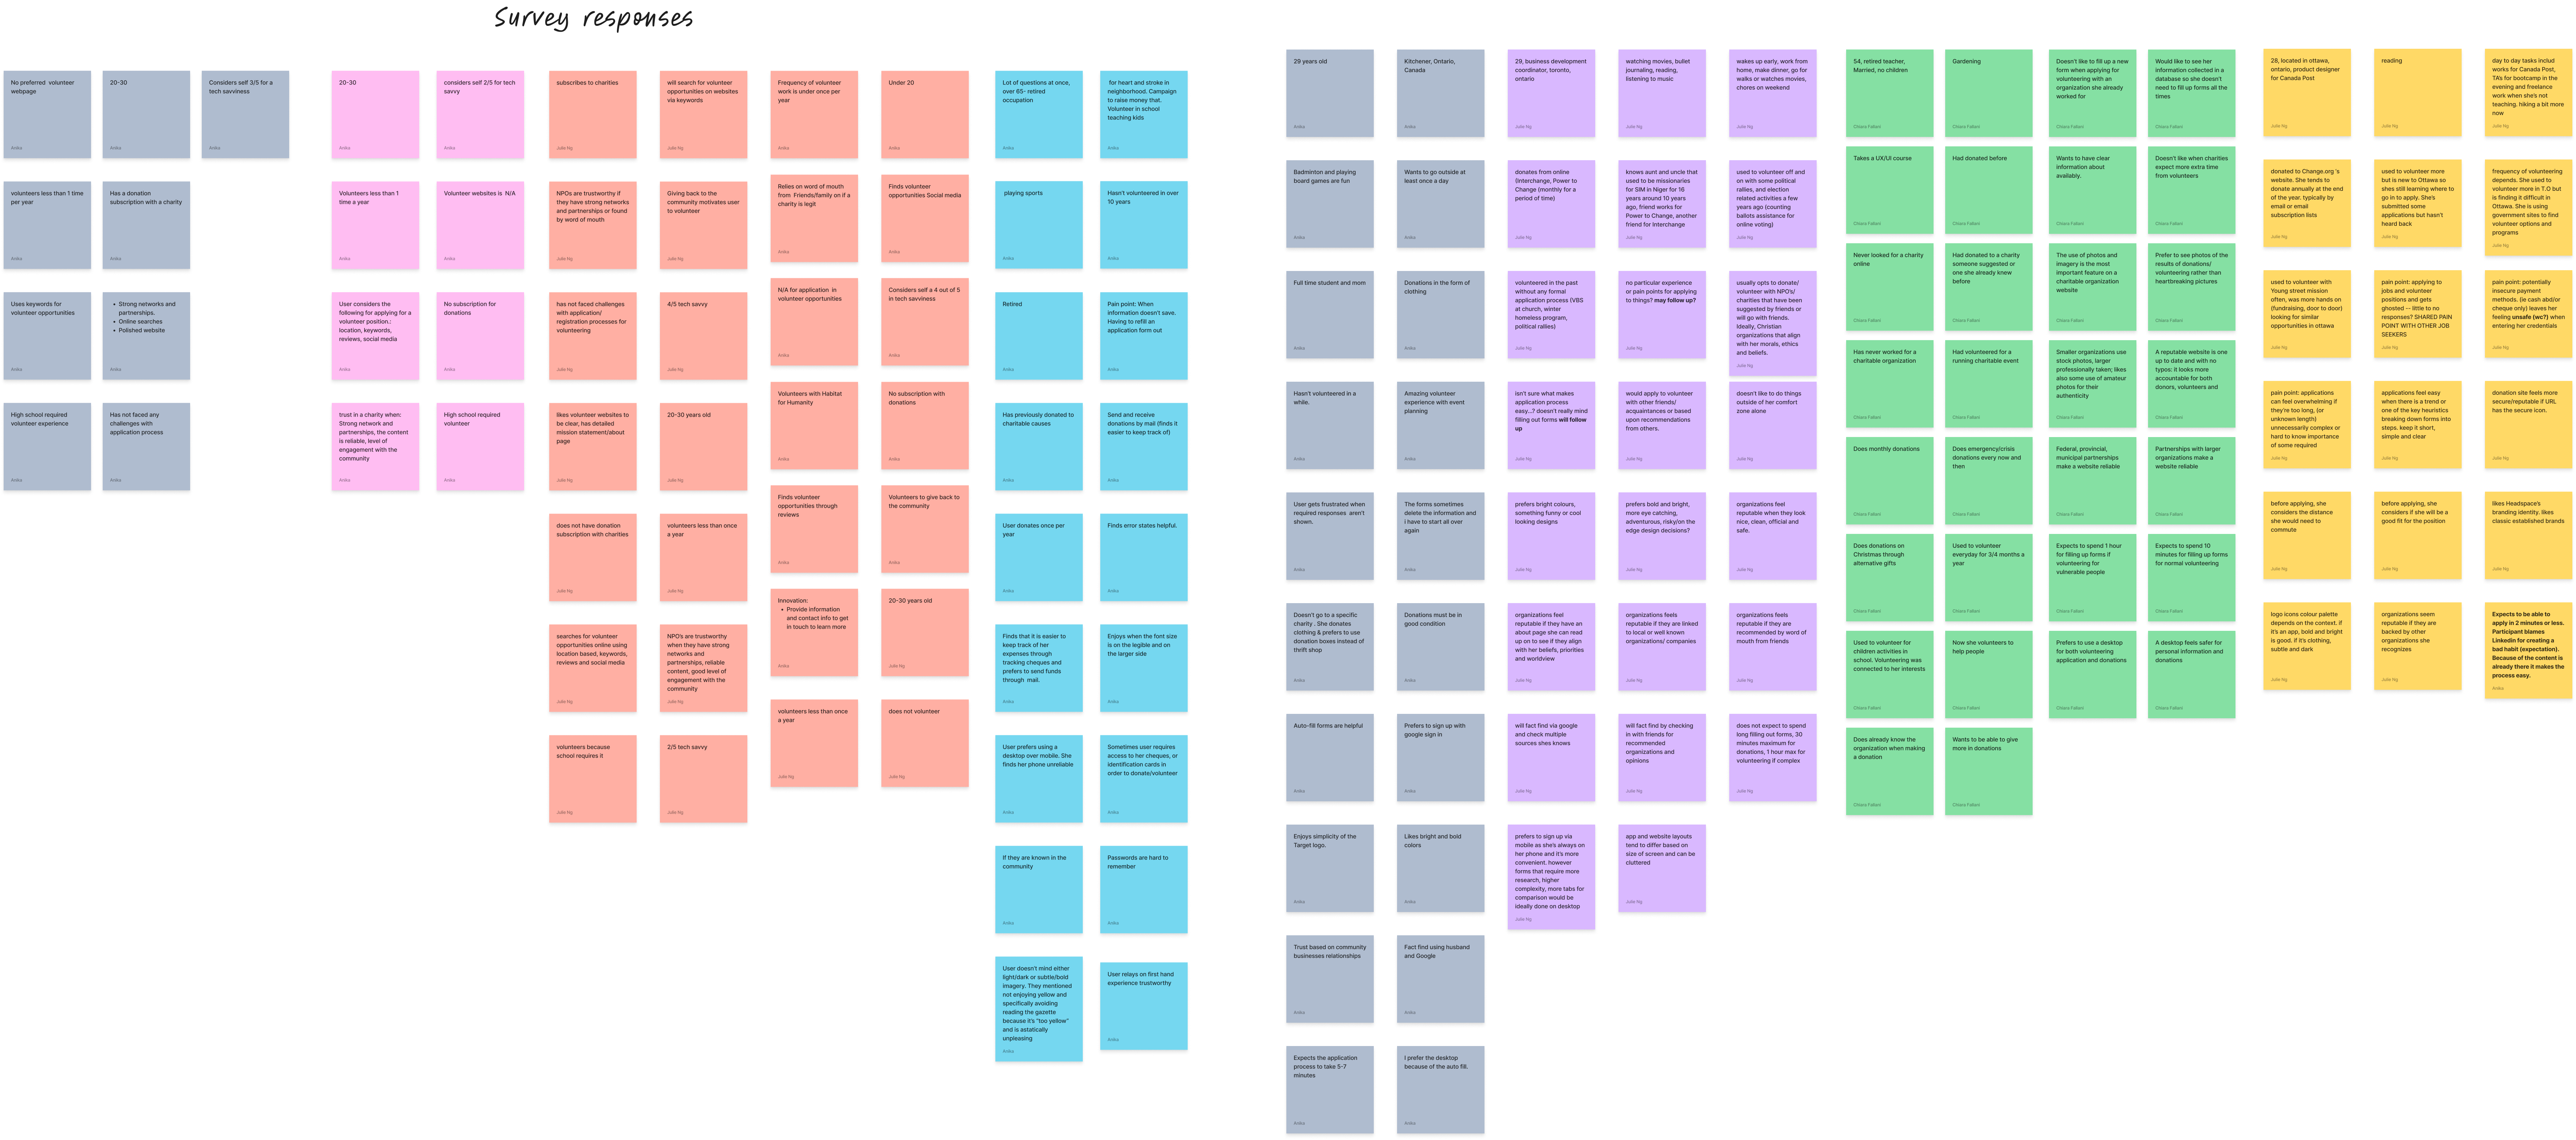 Survey responses
No preferred  volunteer
webpage
Anika
20-30
Anika
Considers self 3/5 for a
tech savviness
Anika
volunteers less than 1 time
per year
Anika
Has a donation
subscription with a charity
Anika
Uses keywords for
volunteer opportunities
Anika
• Strong networks and
partnerships.
• Online searches
• Polished website
Anika
High school required
volunteer experience
Anika
Has not faced any
challenges with
application process
Anika
20-30
Anika
considers self 2/5 for tech
savvy
Anika
Volunteers less than 1
time a year
Anika
Volunteer websites is  N/A
Anika
User considers the
following for applying for a
volunteer position.:
location, keywords,
reviews, social media
Anika
No subscription for
donations
Anika
trust in a charity when:
Strong network and
partnerships, the content
is reliable, level of
engagement with the
community
Anika
High school required
volunteer
Anika
subscribes to charities
Julie Ng
will search for volunteer
opportunities on websites
via keywords
Julie Ng
NPOs are trustworthy if
they have strong networks
and partnerships or found
by word of mouth
Julie Ng
Giving back to the
community motivates user
to volunteer
Julie Ng
has not faced challenges
with application/
registration processes for
volunteering
Julie Ng
4/5 tech savvy
Julie Ng
likes volunteer websites to
be clear, has detailed
mission statement/about
page
Julie Ng
20-30 years old
Julie Ng
does not have donation
subscription with charities
Julie Ng
volunteers less than once
a year
Julie Ng
searches for volunteer
opportunities online using
location based, keywords,
reviews and social media
Julie Ng
NPO's are trustworthy
when they have strong
networks and
partnerships, reliable
content, good level of
engagement with the
community
Julie Ng
volunteers because
school requires it
Julie Ng
2/5 tech savvy
Julie Ng
Frequency of volunteer
work is under once per
year
Anika
Under 20
Anika
Relies on word of mouth
from  Friends/family on if a
charity is legit
Anika
Finds volunteer
opportunities Social media
Anika
N/A for application  in
volunteer opportunities
Anika
Considers self a 4 out of 5
in tech savviness
Anika
Volunteers with Habitat
for Humanity
Anika
No subscription with
donations
Anika
Finds volunteer
opportunities through
reviews
Anika
Volunteers to give back to
the community
Anika
Innovation:
• Provide information
and contact info to get
in touch to learn more
Anika
20-30 years old
Julie Ng
volunteers less than once
a year
Julie Ng
does not volunteer
Julie Ng
Lot of questions at once,
over 65- retired
occupation
Anika
for heart and stroke in
neighborhood. Campaign
to raise money that.
Volunteer in school
teaching kids
Anika
playing sports
Anika
Hasn't volunteered in over
10 years
Anika
Retired
Anika
Pain point: When
information doesn't save.
Having to refill an
application form out
Anika
Has previously donated to
charitable causes
Anika
Send and receive
donations by mail (finds it
easier to keep track of)
Anika
User donates once per
year
Anika
Finds error states helpful.
Anika
Finds that it is easier to
keep track of her
expenses through
tracking cheques and
prefers to send funds
through  mail.
Anika
Enjoys when the font size
is on the legible and on
the larger side
Anika
User prefers using a
desktop over mobile. She
finds her phone unreliable
Anika
Sometimes user requires
access to her cheques, or
identification cards in
order to donate/volunteer
Anika
If they are known in the
community
Anika
Passwords are hard to
remember
Anika
User doesn't mind either
light/dark or subtle/bold
imagery. They mentioned
not enjoying yellow and
specifically avoiding
reading the gazette
because it's "too yellow"
and is astatically
unpleasing
Anika
User relays on first hand
experience trustworthy
Anika
29 years old
Anika
Kitchener, Ontario,
Canada
Anika
Badminton and playing
board games are fun
Anika
Wants to go outside at
least once a day
Anika
Full time student and mom
Anika
Donations in the form of
clothing
Anika
Hasn't volunteered in a
while.
Anika
Amazing volunteer
experience with event
planning
Anika
User gets frustrated when
required responses  aren't
shown.
Anika
The forms sometimes
delete the information and
i have to start all over
again
Anika
Doesn't go to a specific
charity . She donates
clothing & prefers to use
donation boxes instead of
thrift shop
Anika
Donations must be in
good condition
Anika
Auto-fill forms are helpful
Anika
Prefers to sign up with
google sign in
Anika
Enjoys simplicity of the
Target logo.
Anika
Likes bright and bold
colors
Anika
Trust based on community
businesses relationships
Anika
Fact find using husband
and Google
Anika
Expects the application
process to take 5-7
minutes
Anika
I prefer the desktop
because of the auto fill.
Anika
29, business development
coordinator, toronto,
ontario
Julie Ng
watching movies, bullet
journaling, reading,
listening to music
Julie Ng
wakes up early, work from
home, make dinner, go for
walks or watches movies,
chores on weekend
Julie Ng
donates from online
(Interchange, Power to
Change (monthly for a
period of time)
Julie Ng
knows aunt and uncle that
used to be missionaries
for SIM in Niger for 16
years around 10 years
ago, friend works for
Power to Change, another
friend for Interchange
Julie Ng
used to volunteer off and
on with some political
rallies, and election
related activities a few
years ago (counting
ballots assistance for
online voting)
Julie Ng
volunteered in the past
without any formal
application process (VBS
at church, winter
homeless program,
political rallies)
Julie Ng
no particular experience
or pain points for applying
to things? may follow up?
Julie Ng
usually opts to donate/
volunteer with NPO's/
charities that have been
suggested by friends or
will go with friends.
Ideally, Christian
organizations that align
with her morals, ethics
and beliefs.
Julie Ng
isn't sure what makes
application process
easy...? doesn't really mind
filling out forms will follow
up
Julie Ng
would apply to volunteer
with other friends/
acquaintances or based
upon recommendations
from others.
Julie Ng
doesn't like to do things
outside of her comfort
zone alone
Julie Ng
prefers bright colours,
something funny or cool
looking designs
Julie Ng
prefers bold and bright,
more eye catching,
adventurous, risky/on the
edge design decisions?
Julie Ng
organizations feel
reputable when they look
nice, clean, official and
safe.
Julie Ng
organizations feel
reputable if they have an
about page she can read
up on to see if they align
with her beliefs, priorities
and worldview
Julie Ng
organizations feels
reputable if they are linked
to local or well known
organizations/ companies
Julie Ng
organizations feels
reputable if they are
recommended by word of
mouth from friends
Julie Ng
will fact find via google
and check multiple
sources shes knows
Julie Ng
will fact find by checking
in with friends for
recommended
organizations and
opinions
Julie Ng
does not expect to spend
long filling out forms, 30
minutes maximum for
donations, 1 hour max for
volunteering if complex
Julie Ng
prefers to sign up via
mobile as she's always on
her phone and it's more
convenient. however
forms that require more
research, higher
complexity, more tabs for
comparison would be
ideally done on desktop
Julie Ng
app and website layouts
tend to differ based on
size of screen and can be
cluttered
Julie Ng
54, retired teacher,
Married, no children
Chiara Fallani
Gardening
Chiara Fallani
Doesn't like to fill up a new
form when applying for
volunteering with an
organization she already
worked for
Chiara Fallani
Would like to see her
information collected in a
database so she doesn't
need to fill up forms all the
times
Chiara Fallani
Takes a UX/UI course
Chiara Fallani
Had donated before
Chiara Fallani
Wants to have clear
information about
availably.
Chiara Fallani
Doesn't like when charities
expect more extra time
from volunteers
Chiara Fallani
Never looked for a charity
online
Chiara Fallani
Had donated to a charity
someone suggested or
one she already knew
before
Chiara Fallani
The use of photos and
imagery is the most
important feature on a
charitable organization
website
Chiara Fallani
Prefer to see photos of the
results of donations/
volunteering rather than
heartbreaking pictures
Chiara Fallani
Has never worked for a
charitable organization
Chiara Fallani
Had volunteered for a
running charitable event
Chiara Fallani
Smaller organizations use
stock photos, larger
professionally taken; likes
also some use of amateur
photos for their
authenticity
Chiara Fallani
A reputable website is one
up to date and with no
typos: it looks more
accountable for both
donors, volunteers and
Chiara Fallani
Does monthly donations
Chiara Fallani
Does emergency/crisis
donations every now and
then
Chiara Fallani
Federal, provincial,
municipal partnerships
make a website reliable
Chiara Fallani
Partnerships with larger
organizations make a
website reliable
Chiara Fallani
Does donations on
Christmas through
alternative gifts
Chiara Fallani
Used to volunteer
everyday for 3/4 months a
year
Chiara Fallani
Expects to spend 1 hour
for filling up forms if
volunteering for
vulnerable people
Chiara Fallani
Expects to spend 10
minutes for filling up forms
for normal volunteering
Chiara Fallani
Used to volunteer for
children activities in
school. Volunteering was
connected to her interests
Chiara Fallani
Now she volunteers to
help people
Chiara Fallani
Prefers to use a desktop
for both volunteering
application and donations
Chiara Fallani
A desktop feels safer for
personal information and
donations
Chiara Fallani
Does already know the
organization when making
a donation
Chiara Fallani
Wants to be able to give
more in donations
Chiara Fallani
28, located in ottawa,
ontario, product designer
for Canada Post
Julie Ng
reading
Julie Ng
day to day tasks includ
works for Canada Post,
TA's for bootcamp in the
evening and freelance
work when she's not
teaching. hiking a bit more
now
Julie Ng
donated to Change.org 's
website. She tends to
donate annually at the end
of the year. typically by
email or email
subscription lists
Julie Ng
used to volunteer more
but is new to Ottawa so
shes still learning where to
go in to apply. She's
submitted some
applications but hasn't
heard back
Julie Ng
frequency of volunteering
depends. She used to
volunteer more in T.O but
is finding it difficult in
Ottawa. She is using
government sites to find
volunteer options and
programs
Julie Ng
used to volunteer with
Young street mission
often, was more hands on
(fundraising, door to door)
looking for similar
opportunities in ottawa
Julie Ng
pain point: applying to
jobs and volunteer
positions and gets
ghosted -- little to no
responses? SHARED PAIN
POINT WITH OTHER JOB
SEEKERS
Julie Ng
pain point: potentially
insecure payment
methods. (ie cash abd/or
cheque only) leaves her
feeling unsafe (wc?) when
entering her credentials
Julie Ng
pain point: applications
can feel overwhelming if
they're too long, (or
unknown length)
unnecessarily complex or
hard to know importance
of some required
Julie Ng
applications feel easy
when there is a trend or
one of the key heuristics
breaking down forms into
steps. keep it short,
simple and clear
Julie Ng
donation site feels more
secure/reputable if URL
has the secure icon.
Julie Ng
before applying, she
considers the distance
she would need to
commute
Julie Ng
before applying, she
considers if she will be a
good fit for the position
Julie Ng
likes Headspace's
branding identity. likes
classic established brands
Julie Ng
logo icons colour palette
depends on the context. if
it's an app, bold and bright
is good. if it's clothing,
subtle and dark
Julie Ng
organizations seem
reputable if they are
backed by other
organizations she
recognizes
Julie Ng
Expects to be able to
apply in 2 minutes or less.
Participant blames
Linkedin for creating a
bad habit (expectation).
Because of the content is
already there it makes the
process easy.
Anika